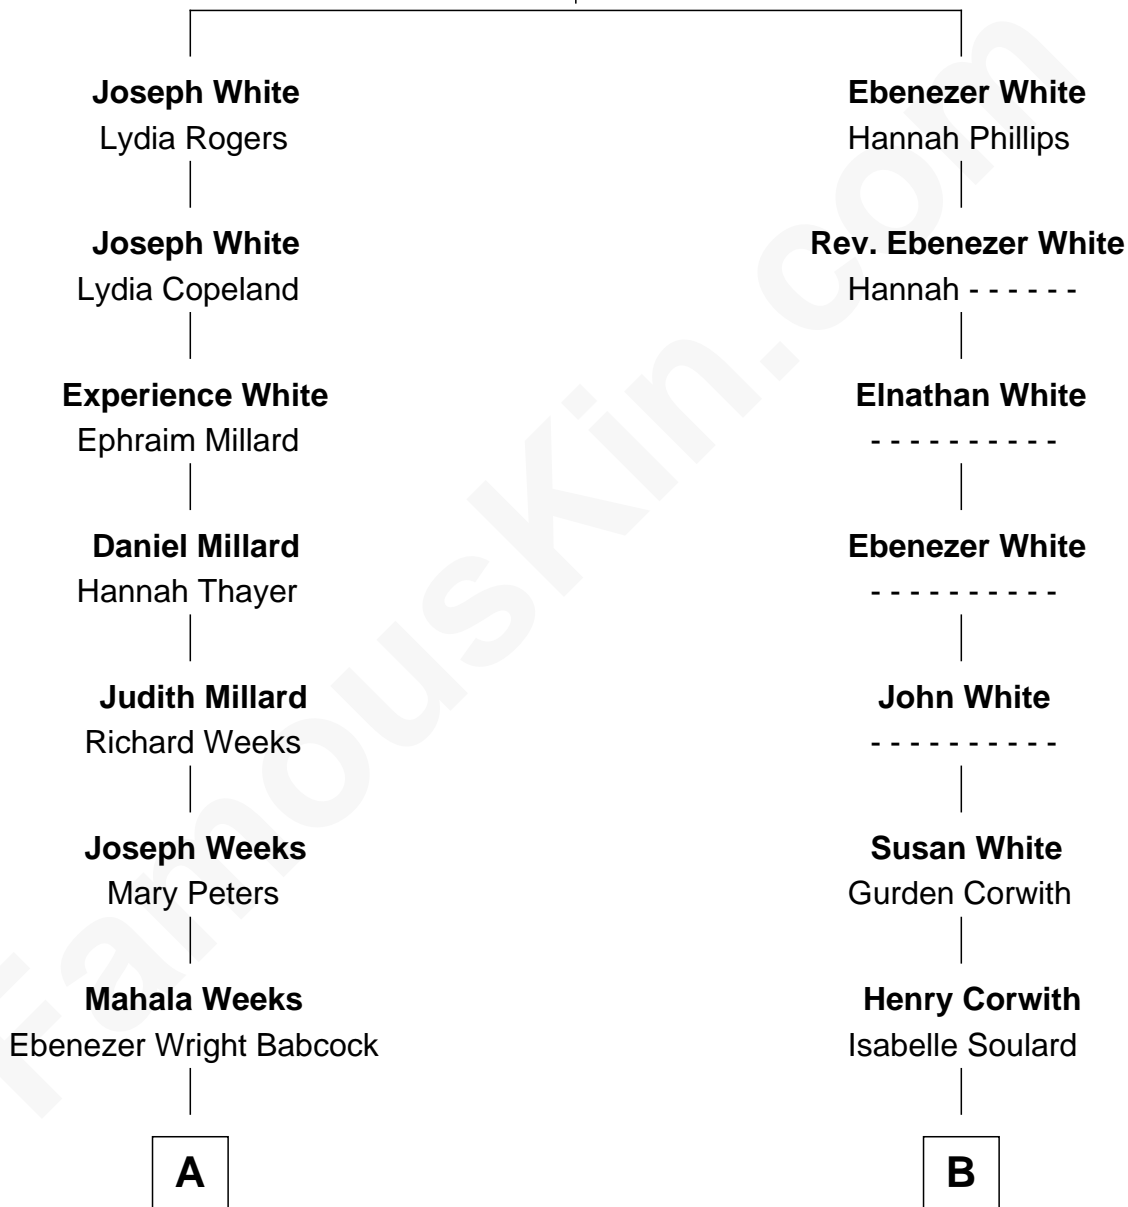 Joseph White
Lydia Rogers
Joseph White
Lydia Copeland
Experience White
Ephraim Millard
Daniel Millard
Hannah Thayer
Judith Millard
Richard Weeks
Joseph Weeks
Mary Peters
Mahala Weeks
Ebenezer Wright Babcock
A
Ebenezer White
Hannah Phillips
Rev. Ebenezer White
Hannah - - - - - -
Elnathan White
- - - - - - - - - -
Ebenezer White
- - - - - - - - - -
John White
- - - - - - - - - -
Susan White
Gurden Corwith
Henry Corwith
Isabelle Soulard
B
FamousKin.com